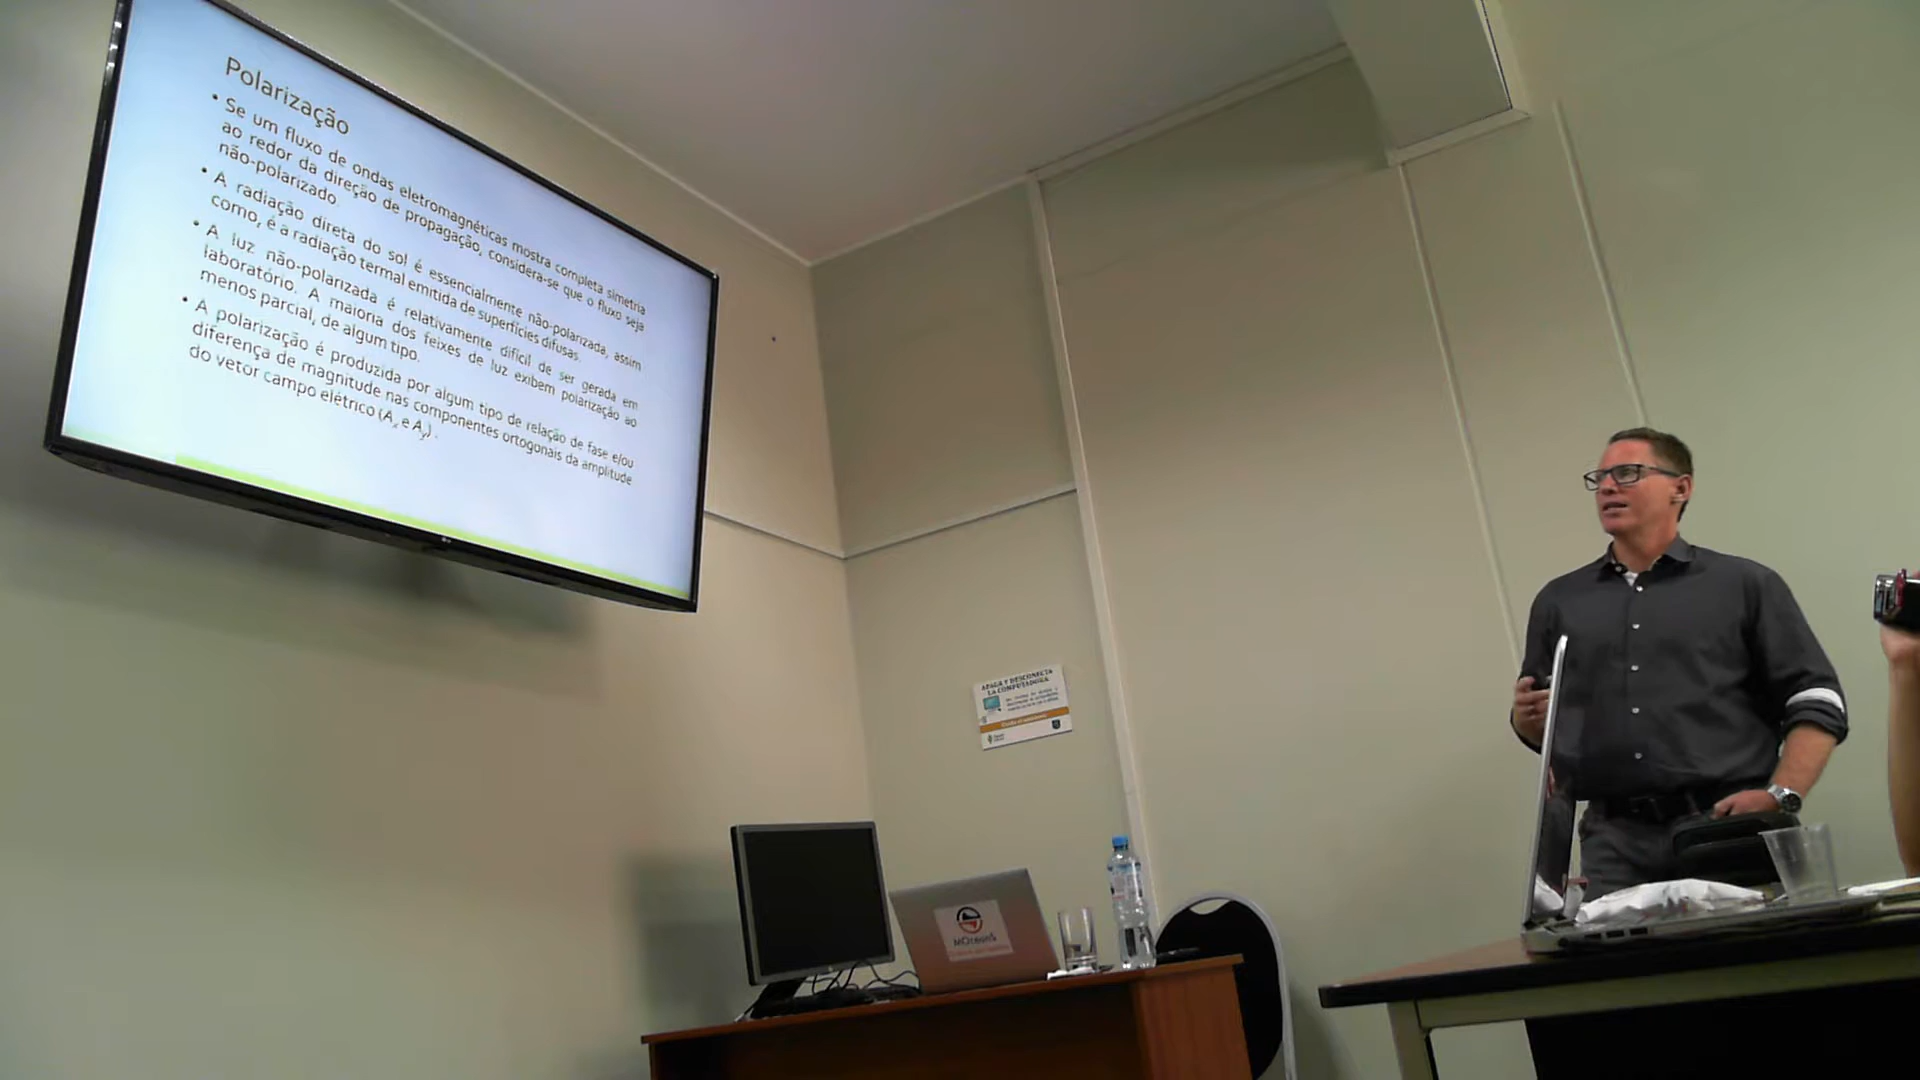 Polarização
• Se um fluxo de ondas eletromagnéticas mostra completa simetria
ao redor da direção de propagação, considera-se que o fluxo seja
não-polarizado.
• A radiação direta do sol é essencialmente não-polarizada, assim
como, é a radiação termal emitida de superfícies difusas.
• A luz não-polarizada é relativamente difícil de ser gerada em
laboratório. A maioria dos feixes de luz exibem polarização ao
menos parcial, de algum tipo.
• A polarização é produzida por algum tipo de relação de fase e/ou
diferença de magnitude nas componentes ortogonais da amplitude
do vetor campo elétrico (Aₓ e Aᵧ).
LG
APAGA Y DESCONECTA
LA COMPUTADORA